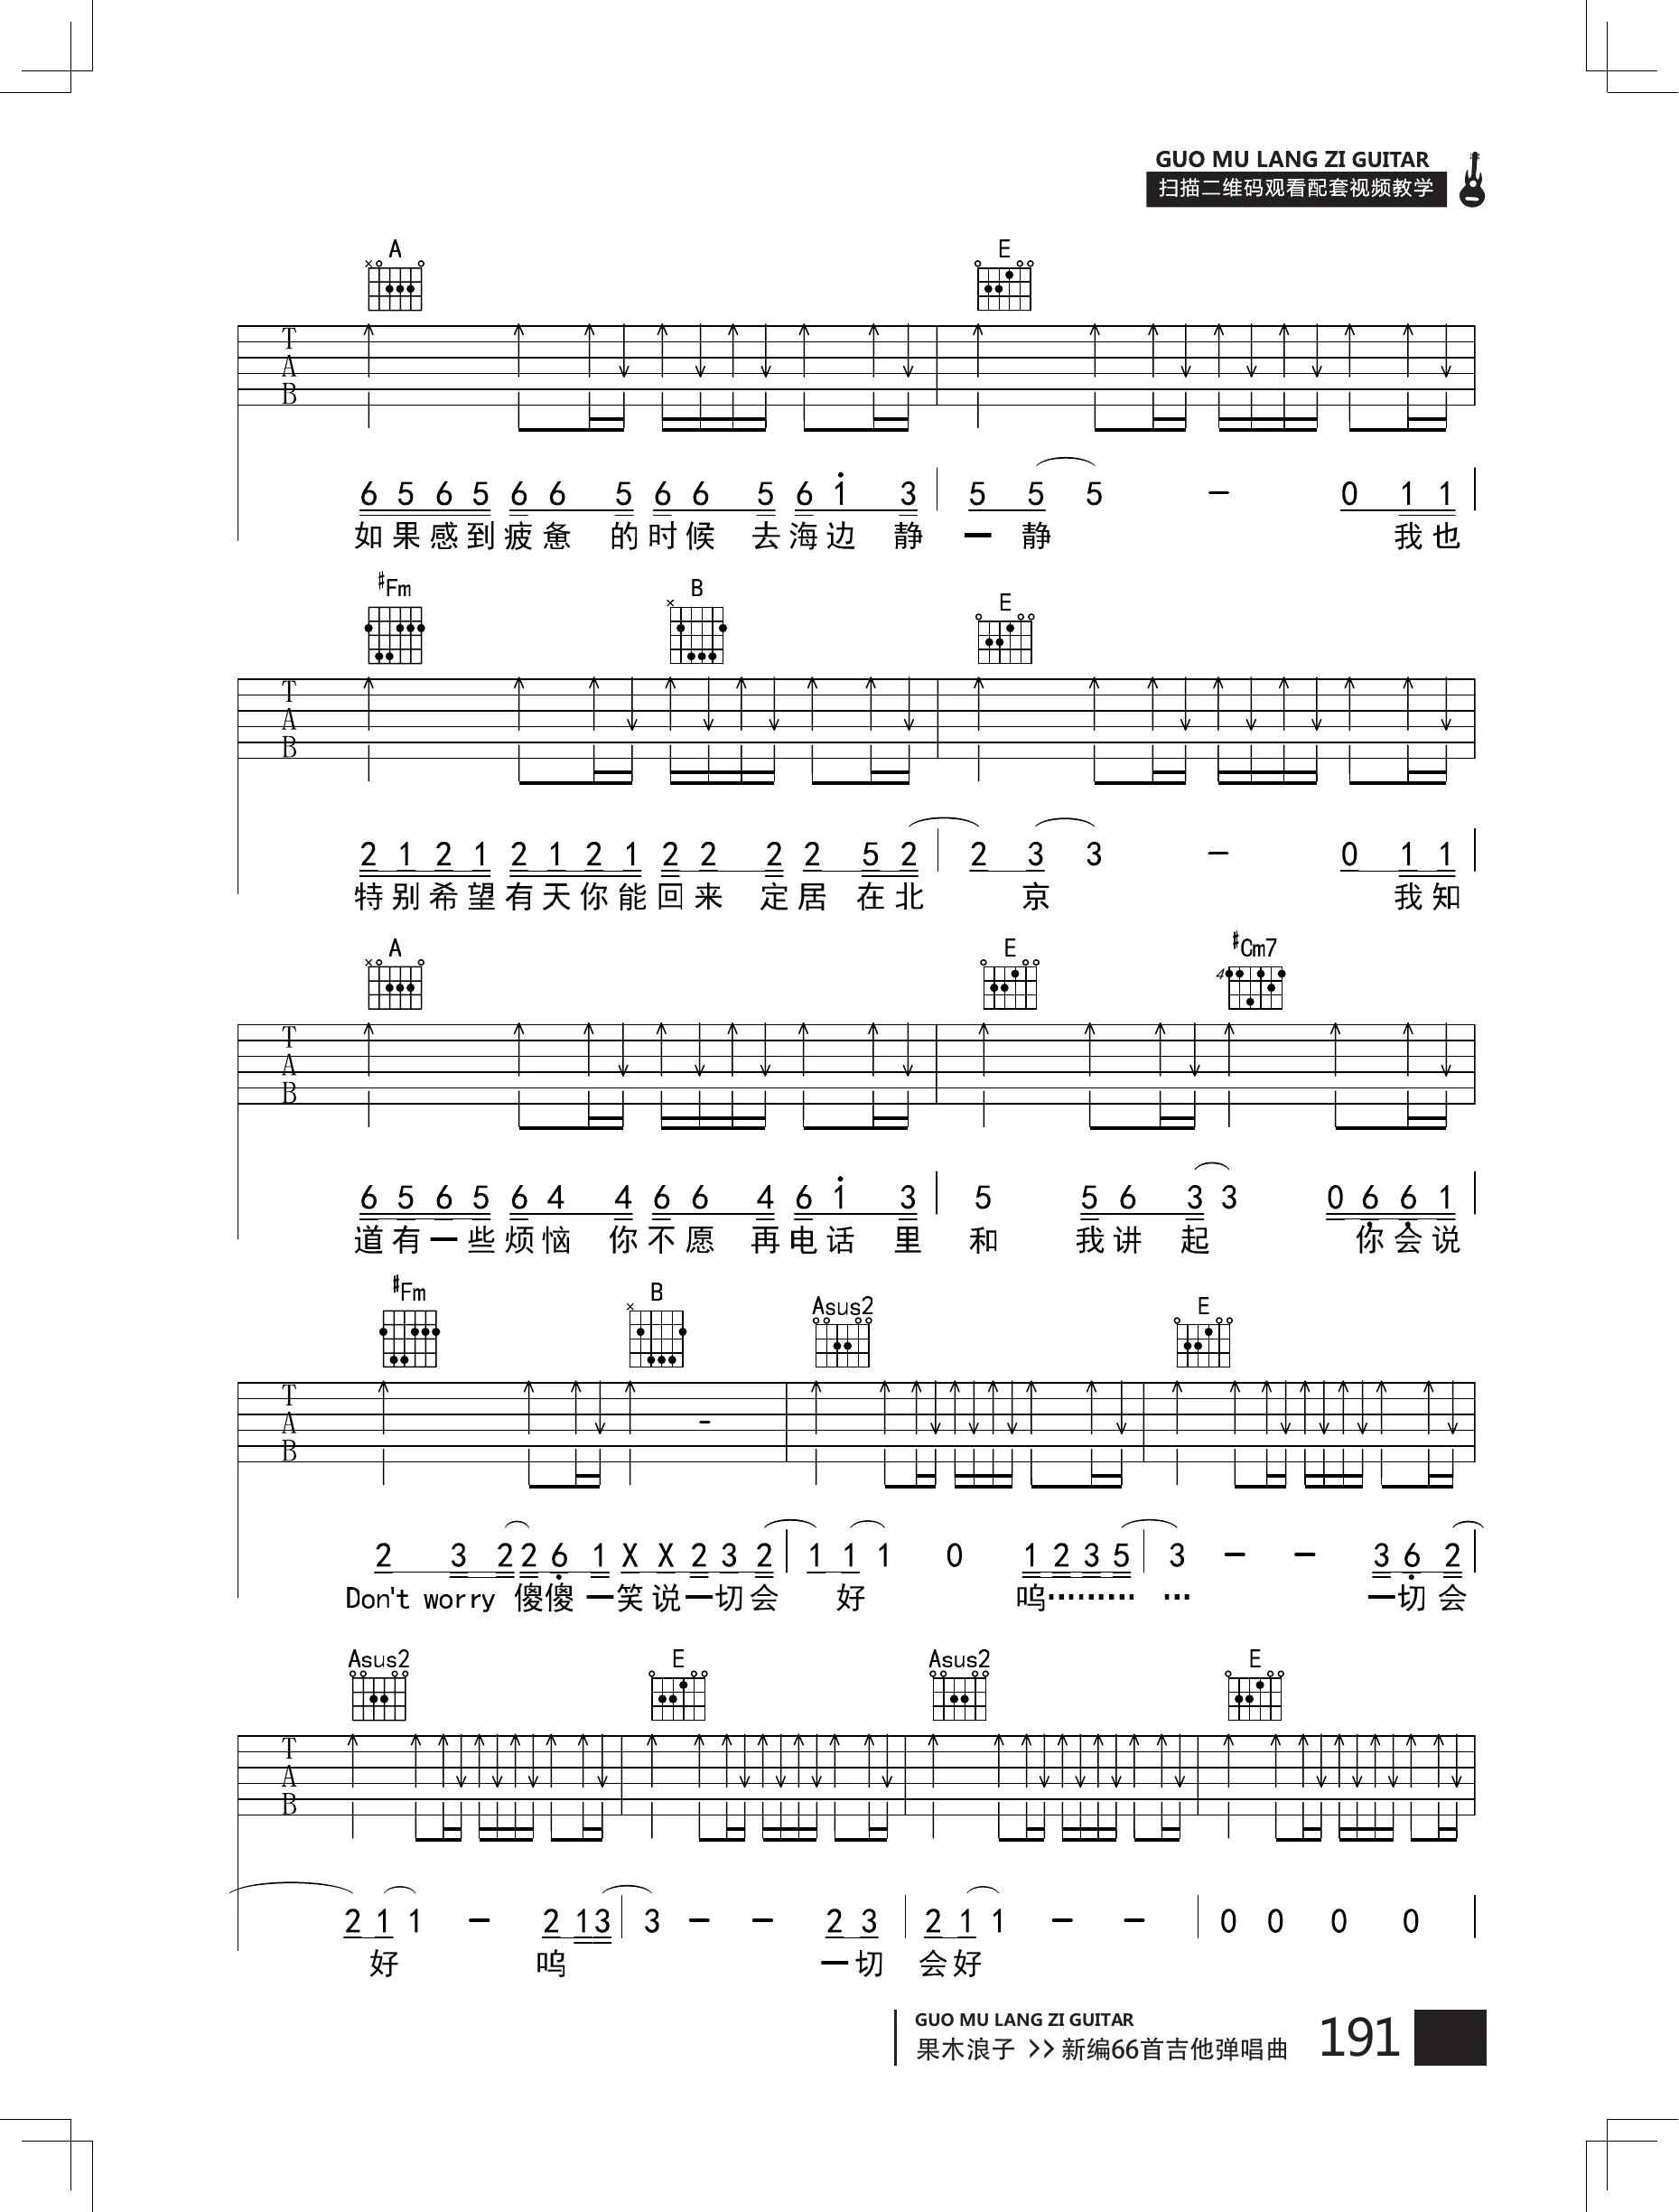 GUO MU LANG ZI GUITAR
扫描二维码观看配套视频教学
A E
T
A
B
6 5 6 5 6 6 5 6 6 5 6 1 3 5 5 5 - 0 1 1
如果感到疲惫 的时候 去海边 静 一 静 我也
#Fm B E
T
A
B
2 1 2 1 2 1 2 1 2 2 2 2 5 2 2 3 3 - 0 1 1
特别希望有天你能回来 定居 在北 京 我知
A E #Cm7
4
T
A
B
6 5 6 5 6 4 4 6 6 4 6 1 3 5 5 6 3 3 0 6 6 1
道有一些烦恼 你不愿 再电话 里 和 我讲 起 你会说
#Fm B Asus2 E
T
A
B
2 3 2 2 6 1 X X 2 3 2 1 1 1 0 1 2 3 5 3 - - 3 6 2
Don't worry 傻傻一笑说一切会 好 呜……… … 一切会
Asus2 E Asus2 E
T
A
B
2 1 1 - 2 1 3 3 - - 2 3 2 1 1 - - 0 0 0 0
好 呜 一切 会好
GUO MU LANG ZI GUITAR
果木浪子 >> 新编66首吉他弹唱曲 191